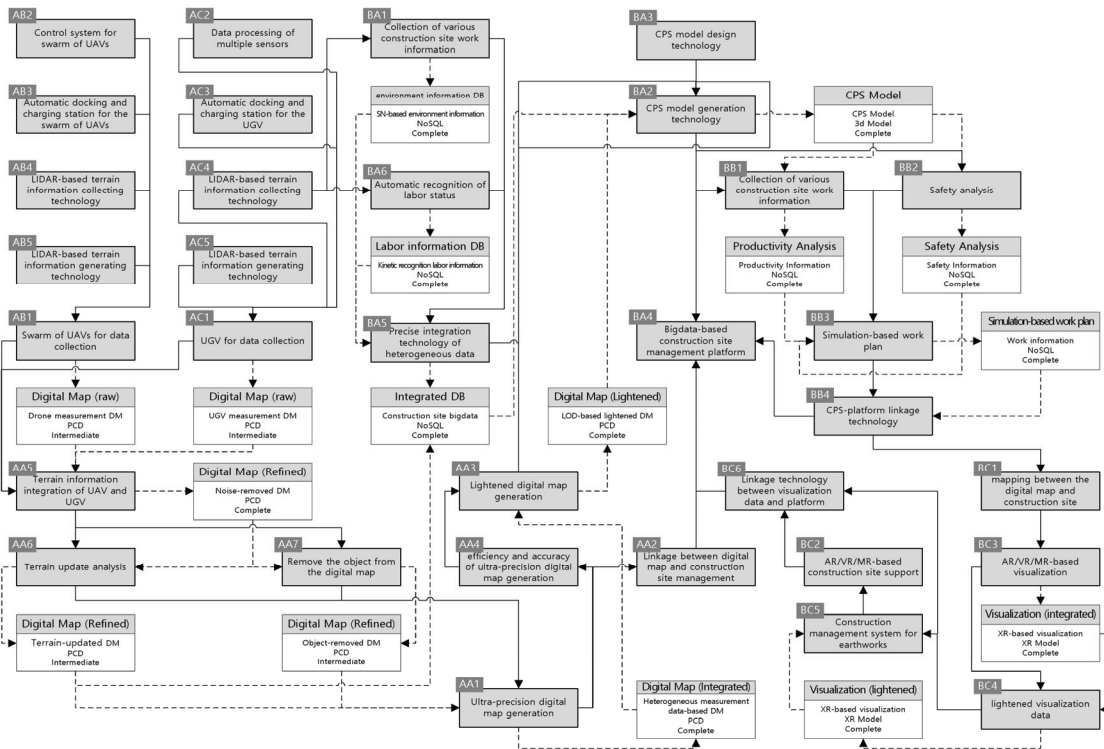 AB2
Control system for
swarm of UAVs
AC2
Data processing of
multiple sensors
BA1
Collection of various
construction site work
information
BA3
CPS model design
technology
AB3
Automatic docking and
charging station for the
swarm of UAVs
AC3
Automatic docking and
charging station for the
UGV
environment information DB
SN-based environment information
NoSQL
Complete
BA2
CPS model generation
technology
CPS Model
CPS Model
3d Model
Complete
AB4
LIDAR-based terrain
information collecting
technology
AC4
LIDAR-based terrain
information collecting
technology
BA6
Automatic recognition of
labor status
BB1
Collection of various
construction site work
information
BB2
Safety analysis
AB5
LIDAR-based terrain
information generating
technology
AC5
LIDAR-based terrain
information generating
technology
Labor information DB
Kinetic recognition labor information
NoSQL
Complete
Productivity Analysis
Productivity Information
NoSQL
Complete
Safety Analysis
Safety Information
NoSQL
Complete
AB1
Swarm of UAVs for data
collection
AC1
UGV for data collection
BA5
Precise integration
technology of
heterogeneous data
BA4
Bigdata-based
construction site
management platform
BB3
Simulation-based work
plan
Simulation-based work plan
Work information
NoSQL
Complete
Digital Map (raw)
Drone measurement DM
PCD
Intermediate
Digital Map (raw)
UGV measurement DM
PCD
Intermediate
Integrated DB
Construction site bigdata
NoSQL
Complete
Digital Map (Lightened)
LOD-based lightened DM
PCD
Complete
BB4
CPS-platform linkage
technology
AA5
Terrain information
integration of UAV and
UGV
Digital Map (Refined)
Noise-removed DM
PCD
Complete
AA3
Lightened digital map
generation
BC6
Linkage technology
between visualization
data and platform
BC1
mapping between the
digital map and
construction site
AA6
Terrain update analysis
AA7
Remove the object from
the digital map
AA4
efficiency and accuracy
of ultra-precision digital
map generation
AA2
Linkage between digital
map and construction site
management
BC2
AR/VR/MR-based
construction site support
BC3
AR/VR/MR-based
visualization
Digital Map (Refined)
Terrain-updated DM
PCD
Intermediate
Digital Map (Refined)
Object-removed DM
PCD
Intermediate
BC5
Construction
management system for
earthworks
Visualization (integrated)
XR-based visualization
XR Model
Complete
AA1
Ultra-precision digital
map generation
Digital Map (Integrated)
Heterogeneous measurement
data-based DM
PCD
Complete
Visualization (lightened)
XR-based visualization
XR Model
Complete
BC4
lightened visualization
data